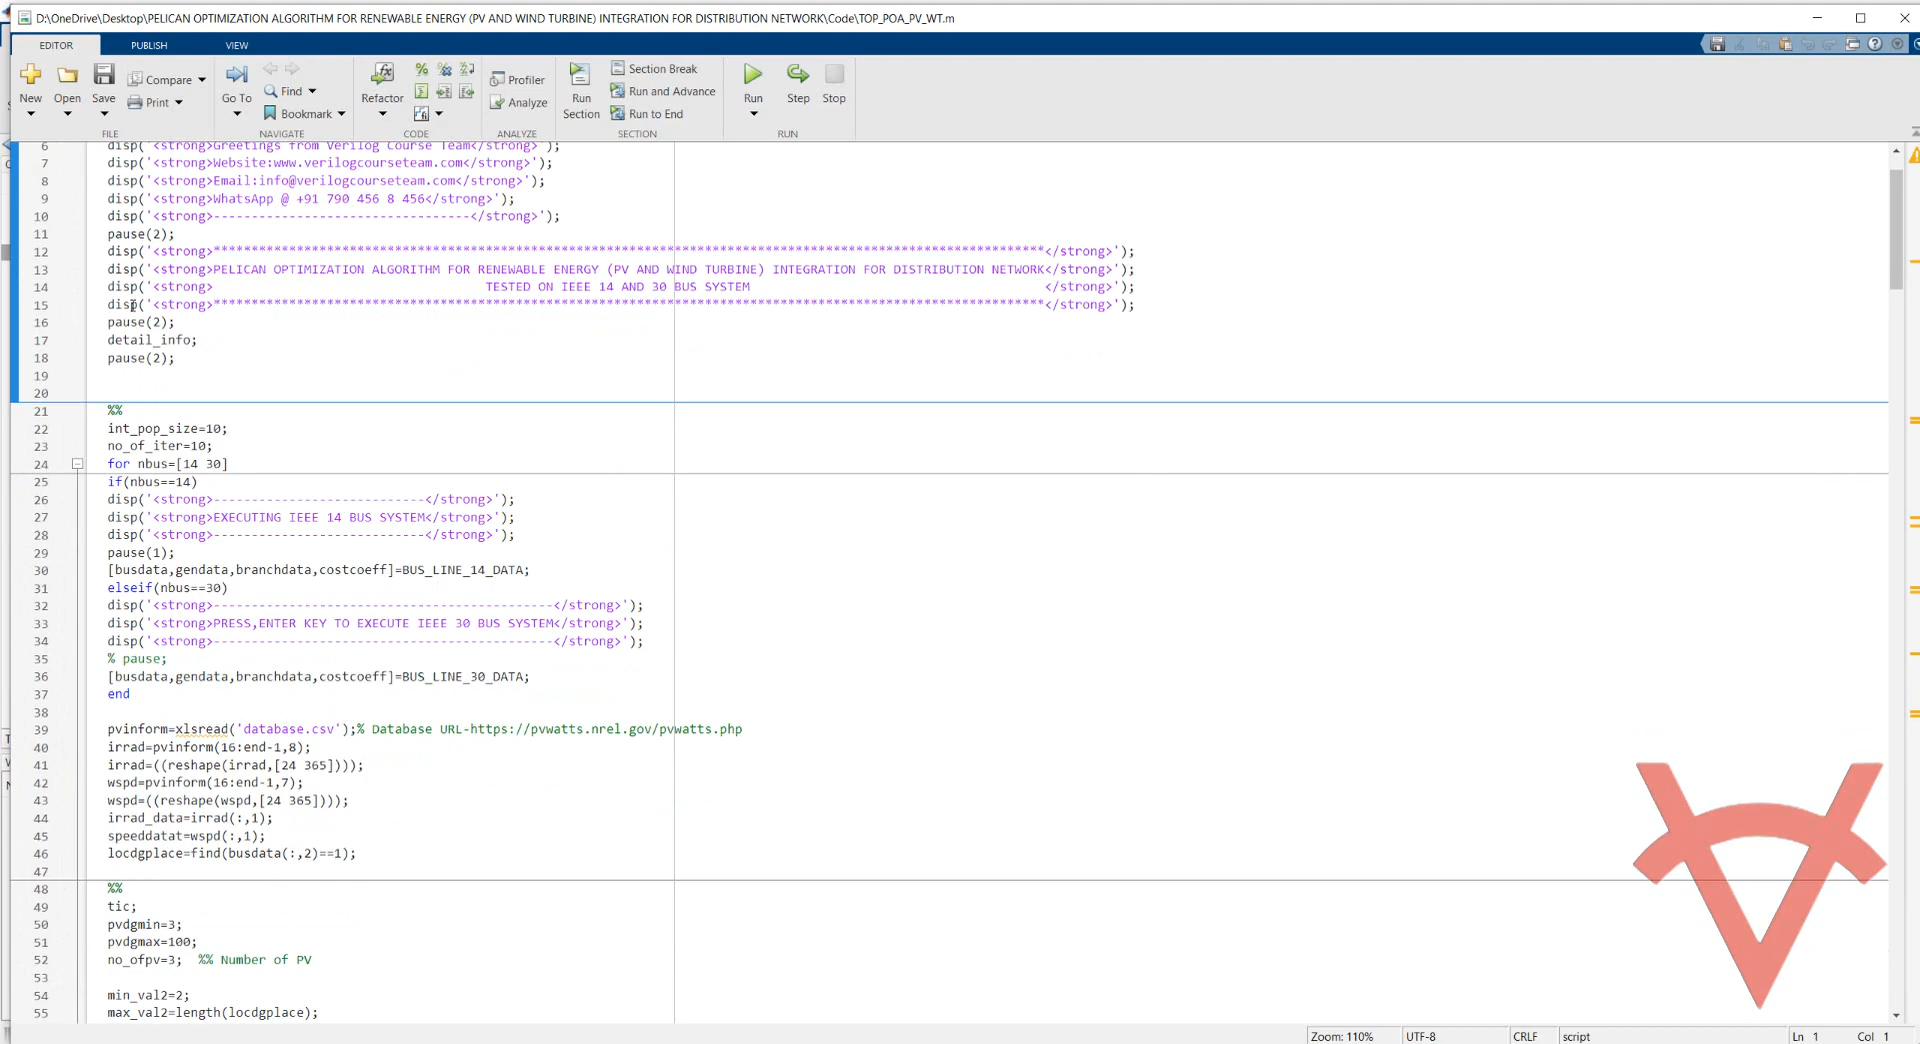 D:\OneDrive\Desktop\PELICAN OPTIMIZATION ALGORITHM FOR RENEWABLE ENERGY (PV AND WIND TURBINE) INTEGRATION FOR DISTRIBUTION NETWORK\Code\TOP_POA_PV_WT.m
EDITOR PUBLISH VIEW
New Open Save Compare Print
Go To Find Bookmark
Refactor
Profiler Analyze
Run Section Section Break Run and Advance Run to End
Run Step Stop
FILE NAVIGATE CODE ANALYZE SECTION RUN
6 disp('<strong>Greetings from Verilog Course Team</strong>');
7 disp('<strong>Website:www.verilogcourseteam.com</strong>');
8 disp('<strong>Email:info@verilogcourseteam.com</strong>');
9 disp('<strong>WhatsApp @ +91 790 456 8 456</strong>');
10 disp('<strong>----------------------------------</strong>');
11 pause(2);
12 disp('<strong>**************************************************************************************************************</strong>');
13 disp('<strong>PELICAN OPTIMIZATION ALGORITHM FOR RENEWABLE ENERGY (PV AND WIND TURBINE) INTEGRATION FOR DISTRIBUTION NETWORK</strong>');
14 disp('<strong>                                    TESTED ON IEEE 14 AND 30 BUS SYSTEM                                       </strong>');
15 disp('<strong>**************************************************************************************************************</strong>');
16 pause(2);
17 detail_info;
18 pause(2);
19
20
21 %%
22 int_pop_size=10;
23 no_of_iter=10;
24 for nbus=[14 30]
25 if(nbus==14)
26 disp('<strong>----------------------------</strong>');
27 disp('<strong>EXECUTING IEEE 14 BUS SYSTEM</strong>');
28 disp('<strong>----------------------------</strong>');
29 pause(1);
30 [busdata,gendata,branchdata,costcoeff]=BUS_LINE_14_DATA;
31 elseif(nbus==30)
32 disp('<strong>---------------------------------------------</strong>');
33 disp('<strong>PRESS,ENTER KEY TO EXECUTE IEEE 30 BUS SYSTEM</strong>');
34 disp('<strong>---------------------------------------------</strong>');
35 % pause;
36 [busdata,gendata,branchdata,costcoeff]=BUS_LINE_30_DATA;
37 end
38
39 pvinform=xlsread('database.csv');% Database URL-https://pvwatts.nrel.gov/pvwatts.php
40 irrad=pvinform(16:end-1,8);
41 irrad=((reshape(irrad,[24 365])));
42 wspd=pvinform(16:end-1,7);
43 wspd=((reshape(wspd,[24 365])));
44 irrad_data=irrad(:,1);
45 speeddatat=wspd(:,1);
46 locdgplace=find(busdata(:,2)==1);
47
48 %%
49 tic;
50 pvdgmin=3;
51 pvdgmax=100;
52 no_ofpv=3;  %% Number of PV
53
54 min_val2=2;
55 max_val2=length(locdgplace);
Zoom: 110% UTF-8 CRLF script Ln 1 Col 1